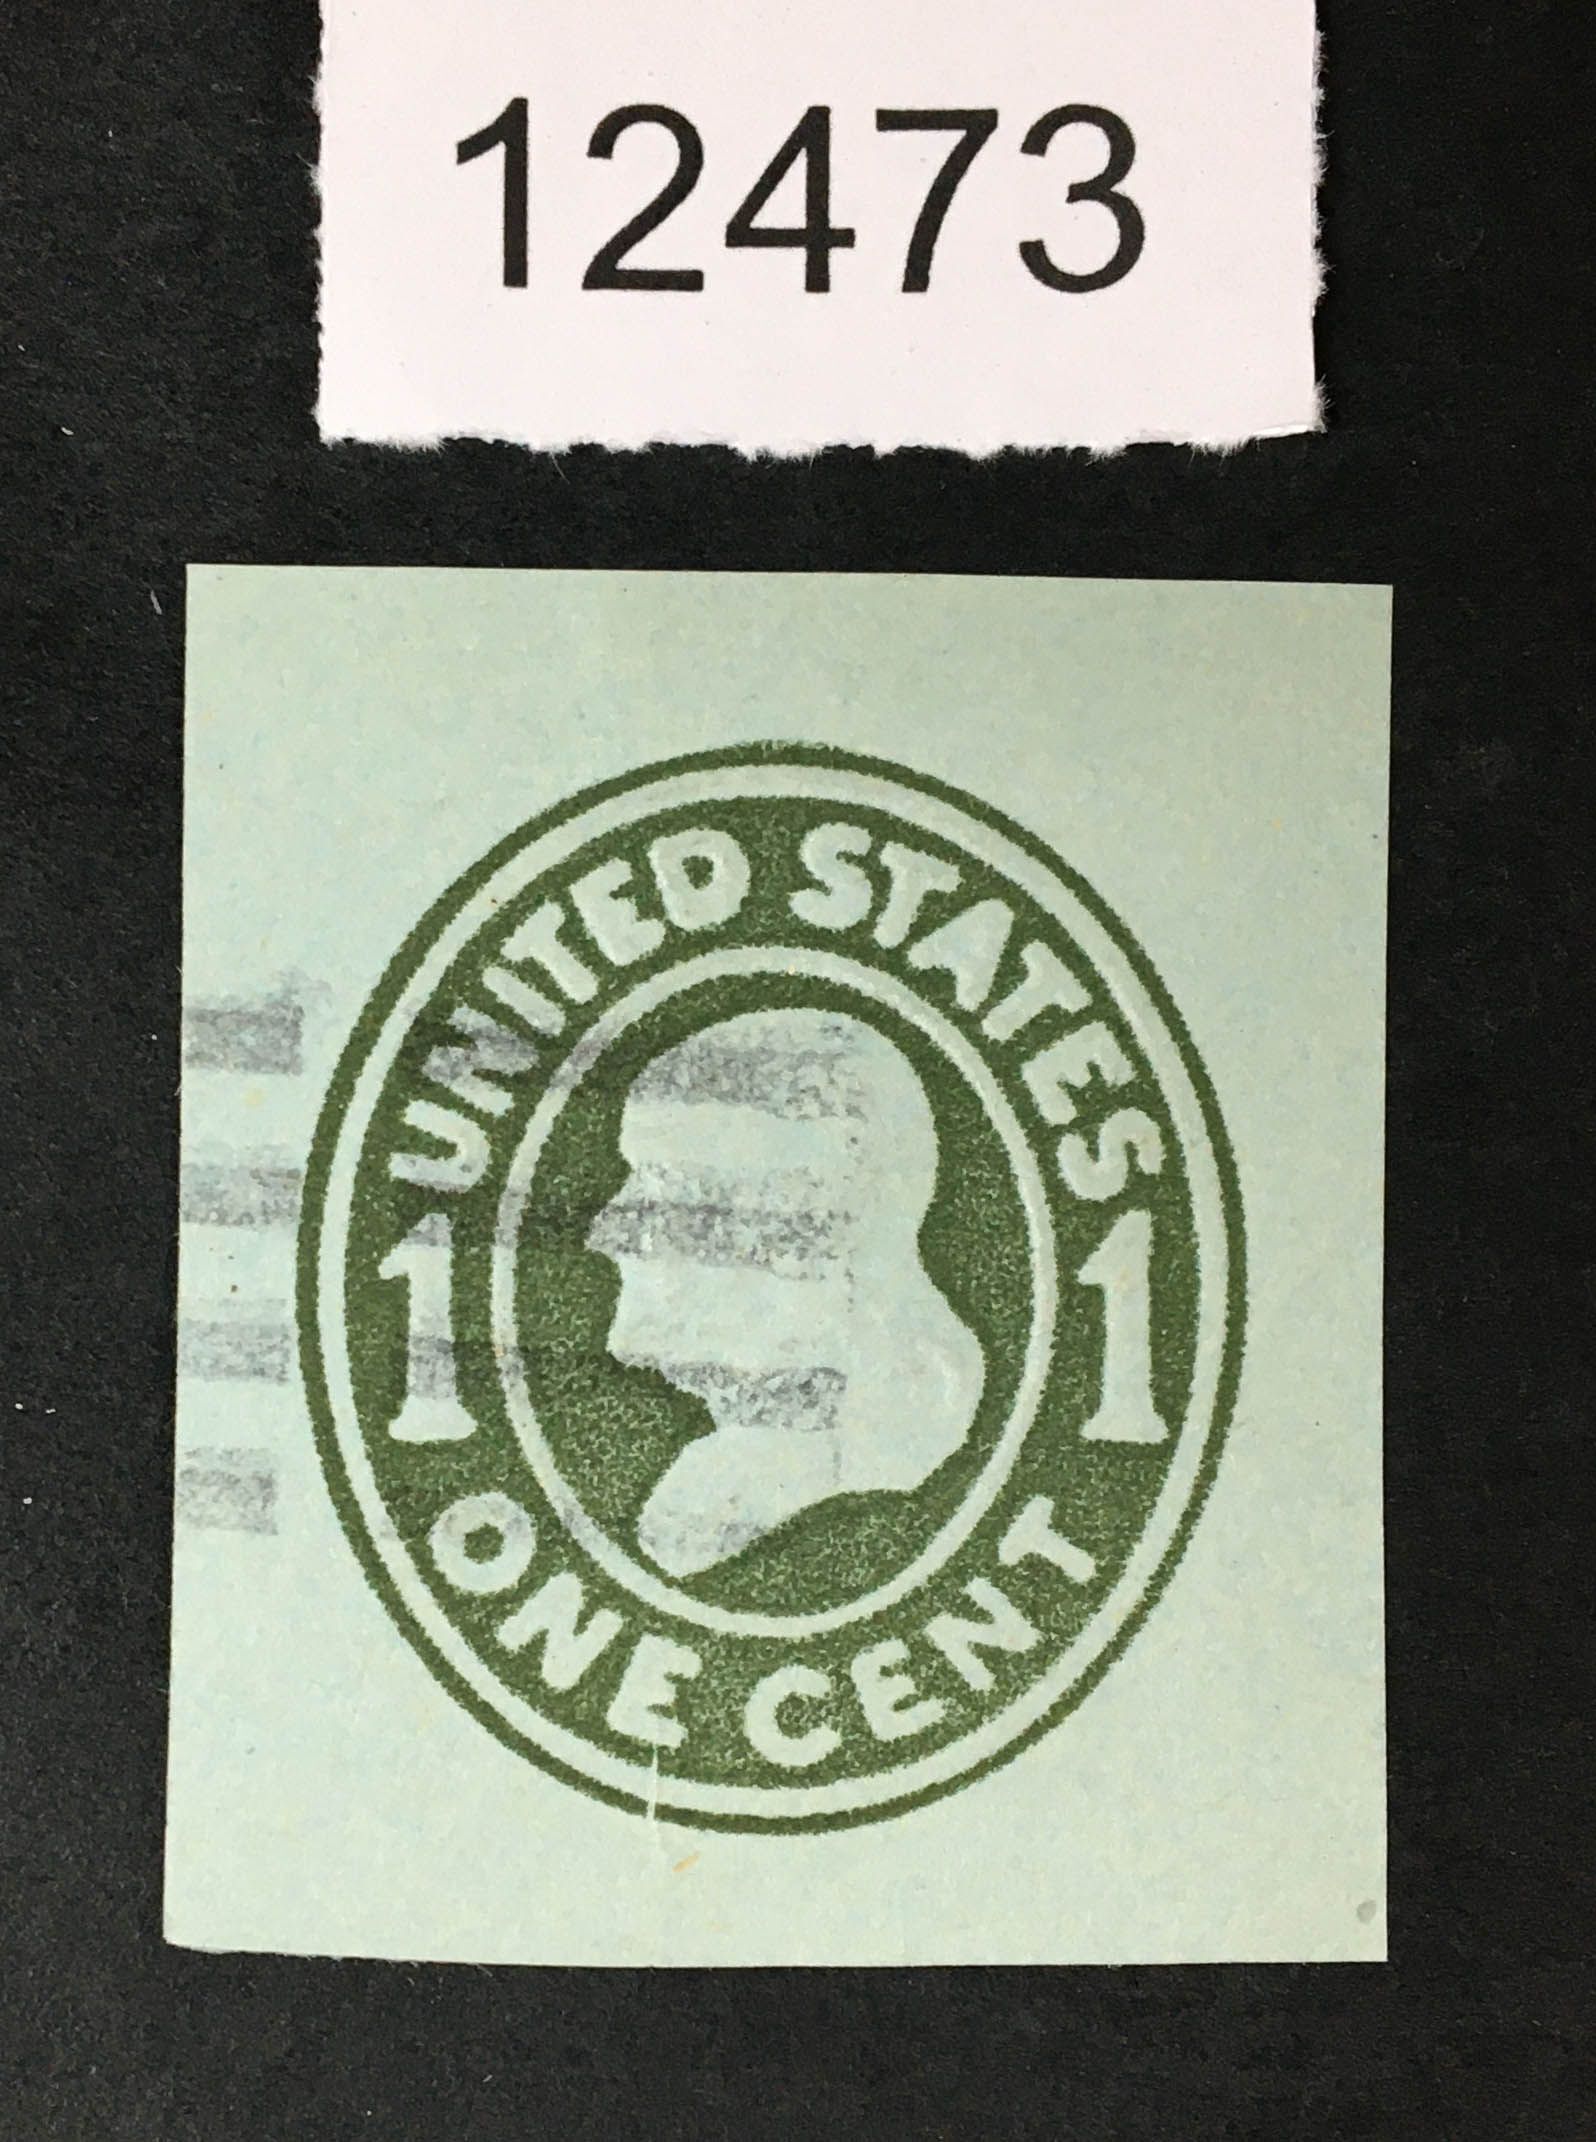 12473
UNITED STATES
1 1
ONE CENT